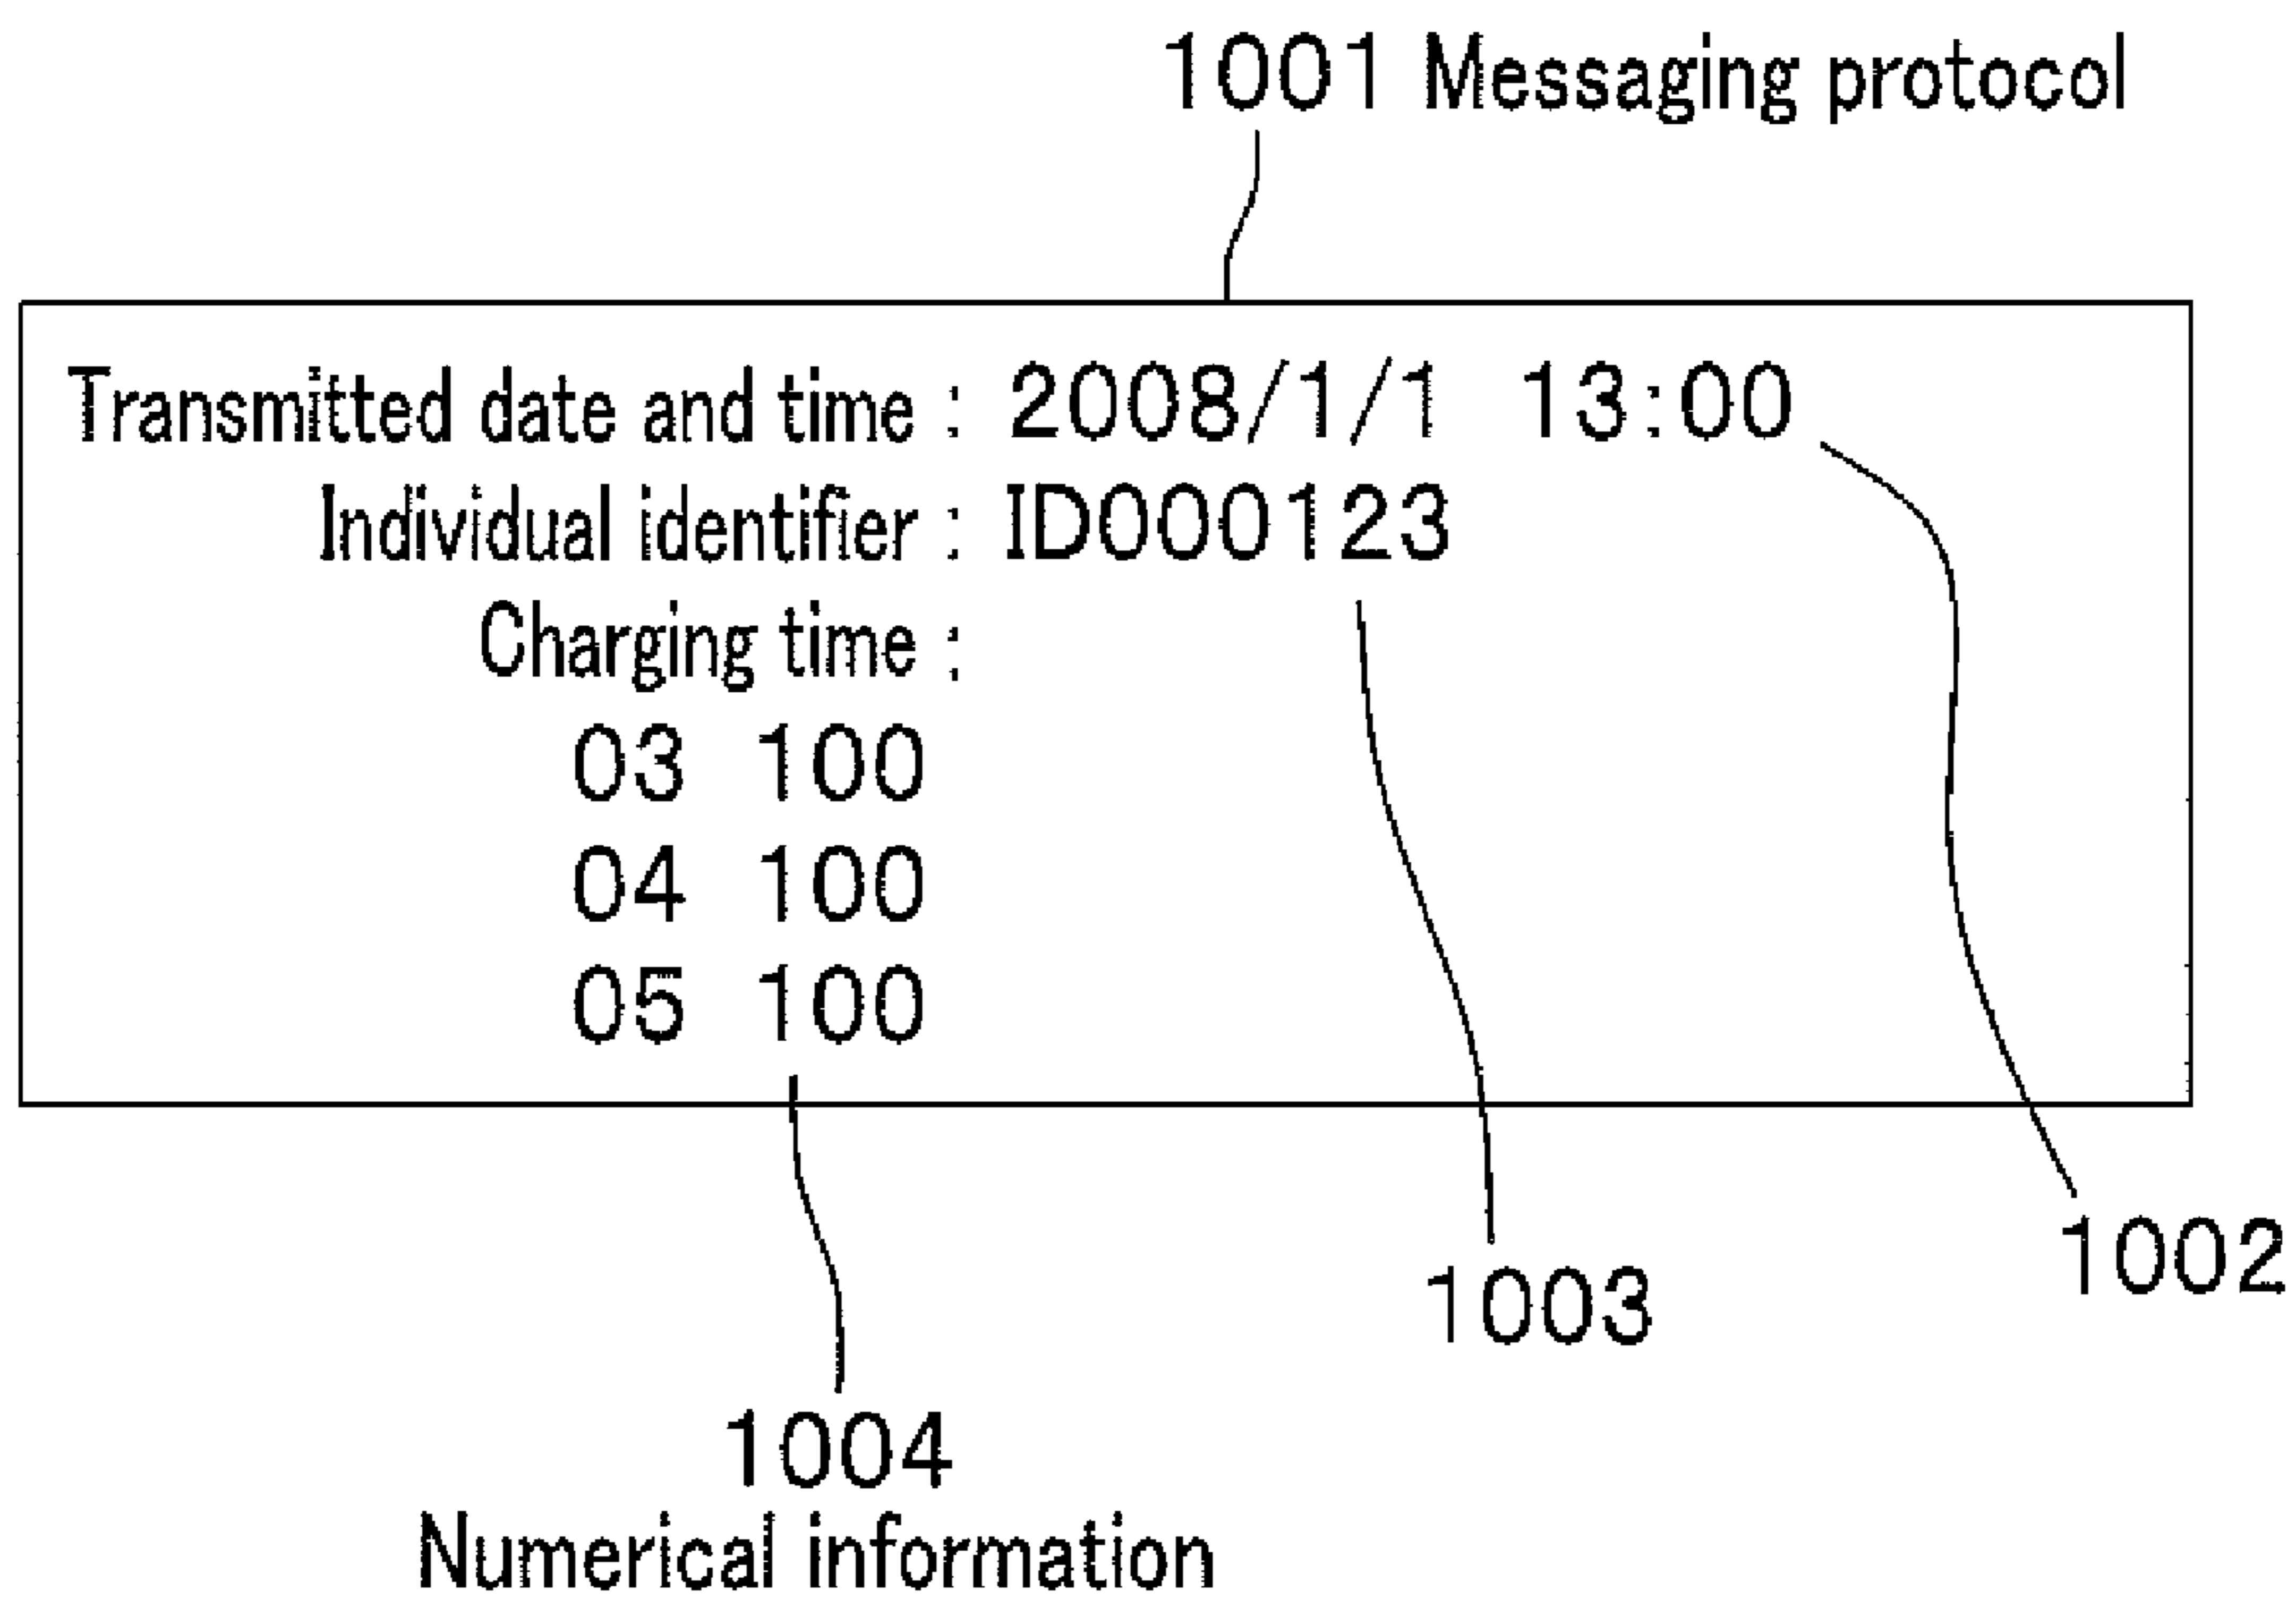 1001 Messaging protocol
Transmitted date and time : 2008/1/1 13:00
Individual identifier : ID000123
Charging time :
03 100
04 100
05 100
1002
1003
1004
Numerical information